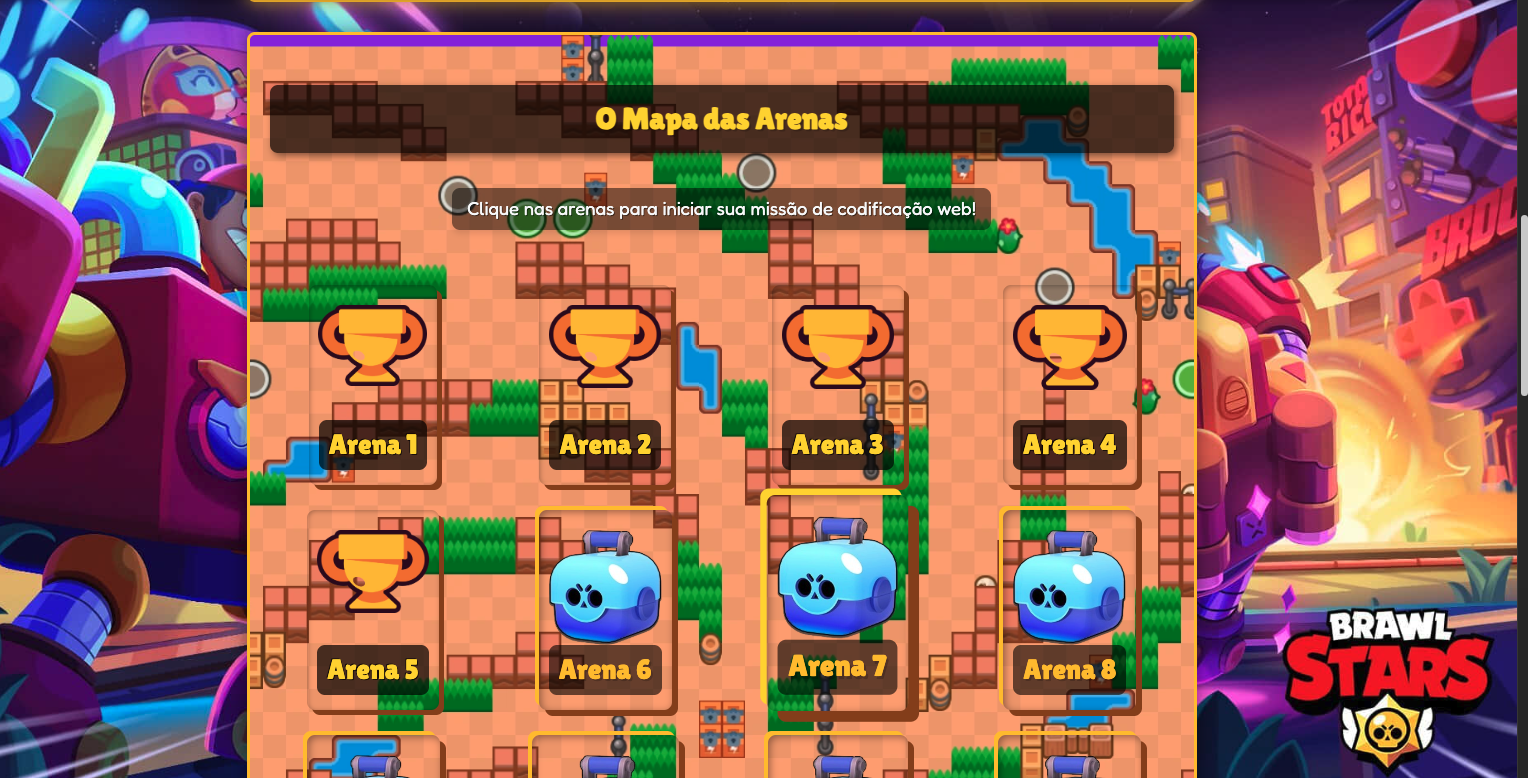 O Mapa das Arenas
Clique nas arenas para iniciar sua missão de codificação web!
Arena 1
Arena 2
Arena 3
Arena 4
Arena 5
Arena 6
Arena 7
Arena 8
BRAWL
STARS